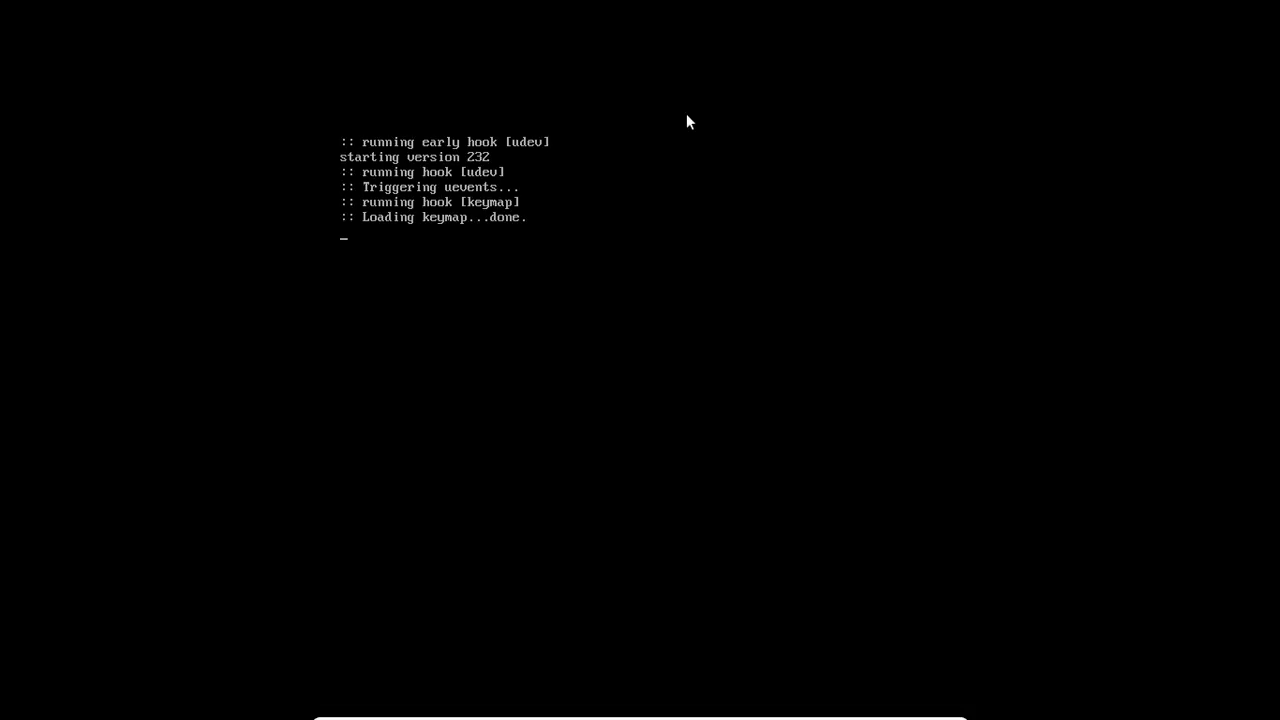 :: running early hook [udev]
starting version 232
:: running hook [udev]
:: Triggering uevents...
:: running hook [keymap]
:: Loading keymap...done.